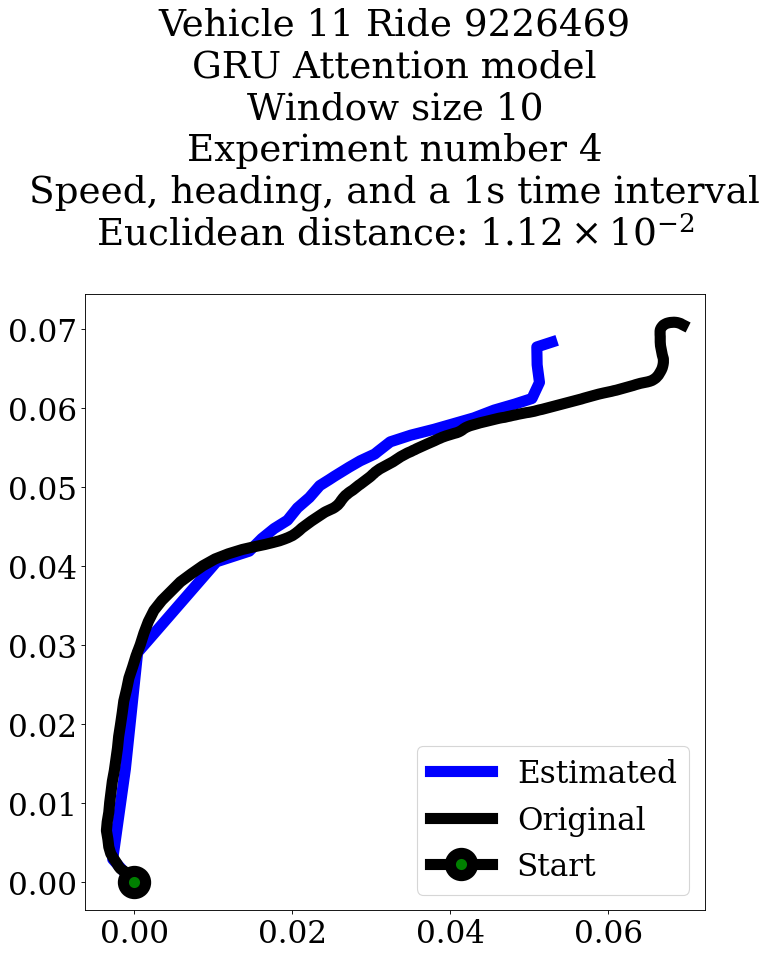 Vehicle 11 Ride 9226469
GRU Attention model
Window size 10
Experiment number 4
Speed, heading, and a 1s time interval
Euclidean distance: 1.12 × 10⁻²
0.07
0.06
0.05
0.04
0.03
0.02
0.01
0.00
Estimated
Original
Start
0.00 0.02 0.04 0.06